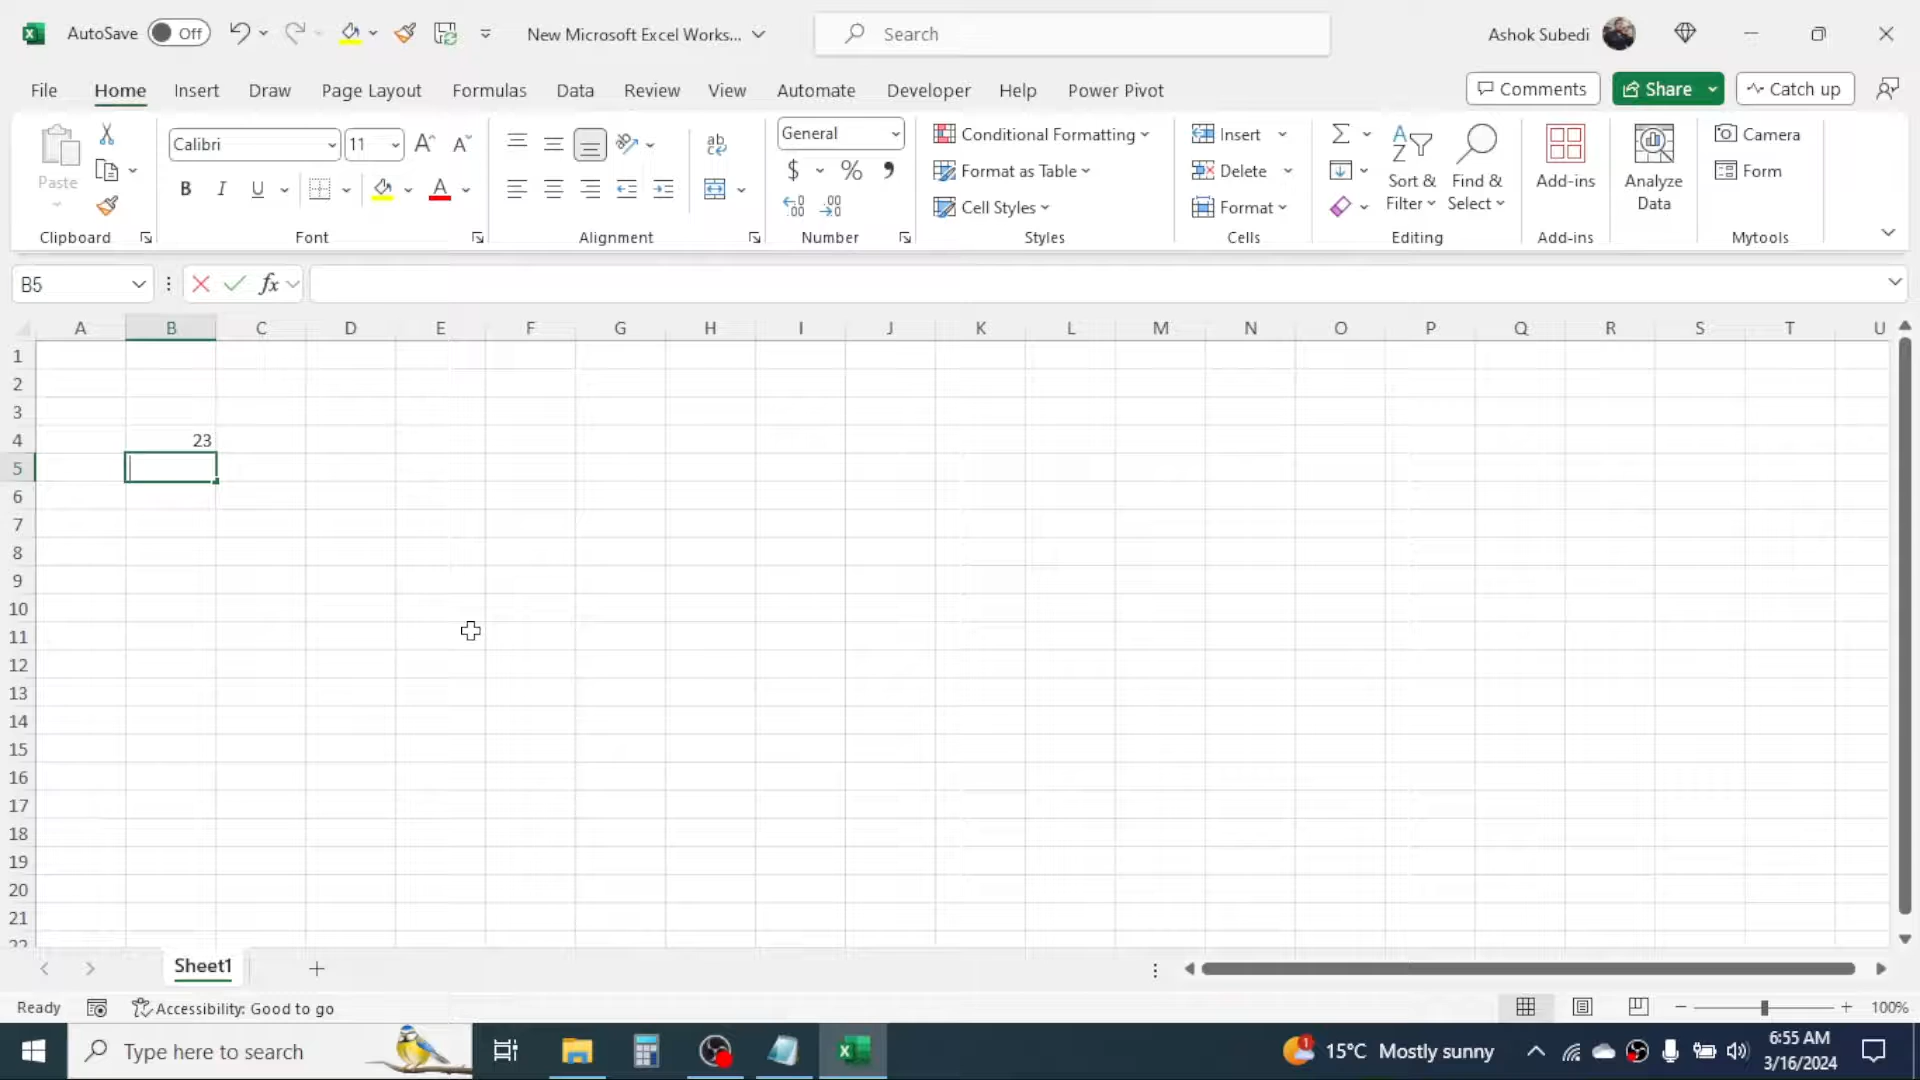 AutoSave Off New Microsoft Excel Works... Search Ashok Subedi
File Home Insert Draw Page Layout Formulas Data Review View Automate Developer Help Power Pivot Comments Share Catch up
Paste
Clipboard
Calibri 11
B I U A
Font
ab
Alignment
General
$ % ,
Number
Conditional Formatting
Format as Table
Cell Styles
Styles
Insert
Delete
Format
Cells
Sort & Filter
Find & Select
Editing
Add-ins
Add-ins
Analyze Data
Camera
Form
Mytools
B5 fx
A B C D E F G H I J K L M N O P Q R S T U
1
2
3
4 23
5
6
7
8
9
10
11
12
13
14
15
16
17
18
19
20
21
22
Sheet1
Ready Accessibility: Good to go 100%
Type here to search 1 15°C Mostly sunny 6:55 AM
3/16/2024